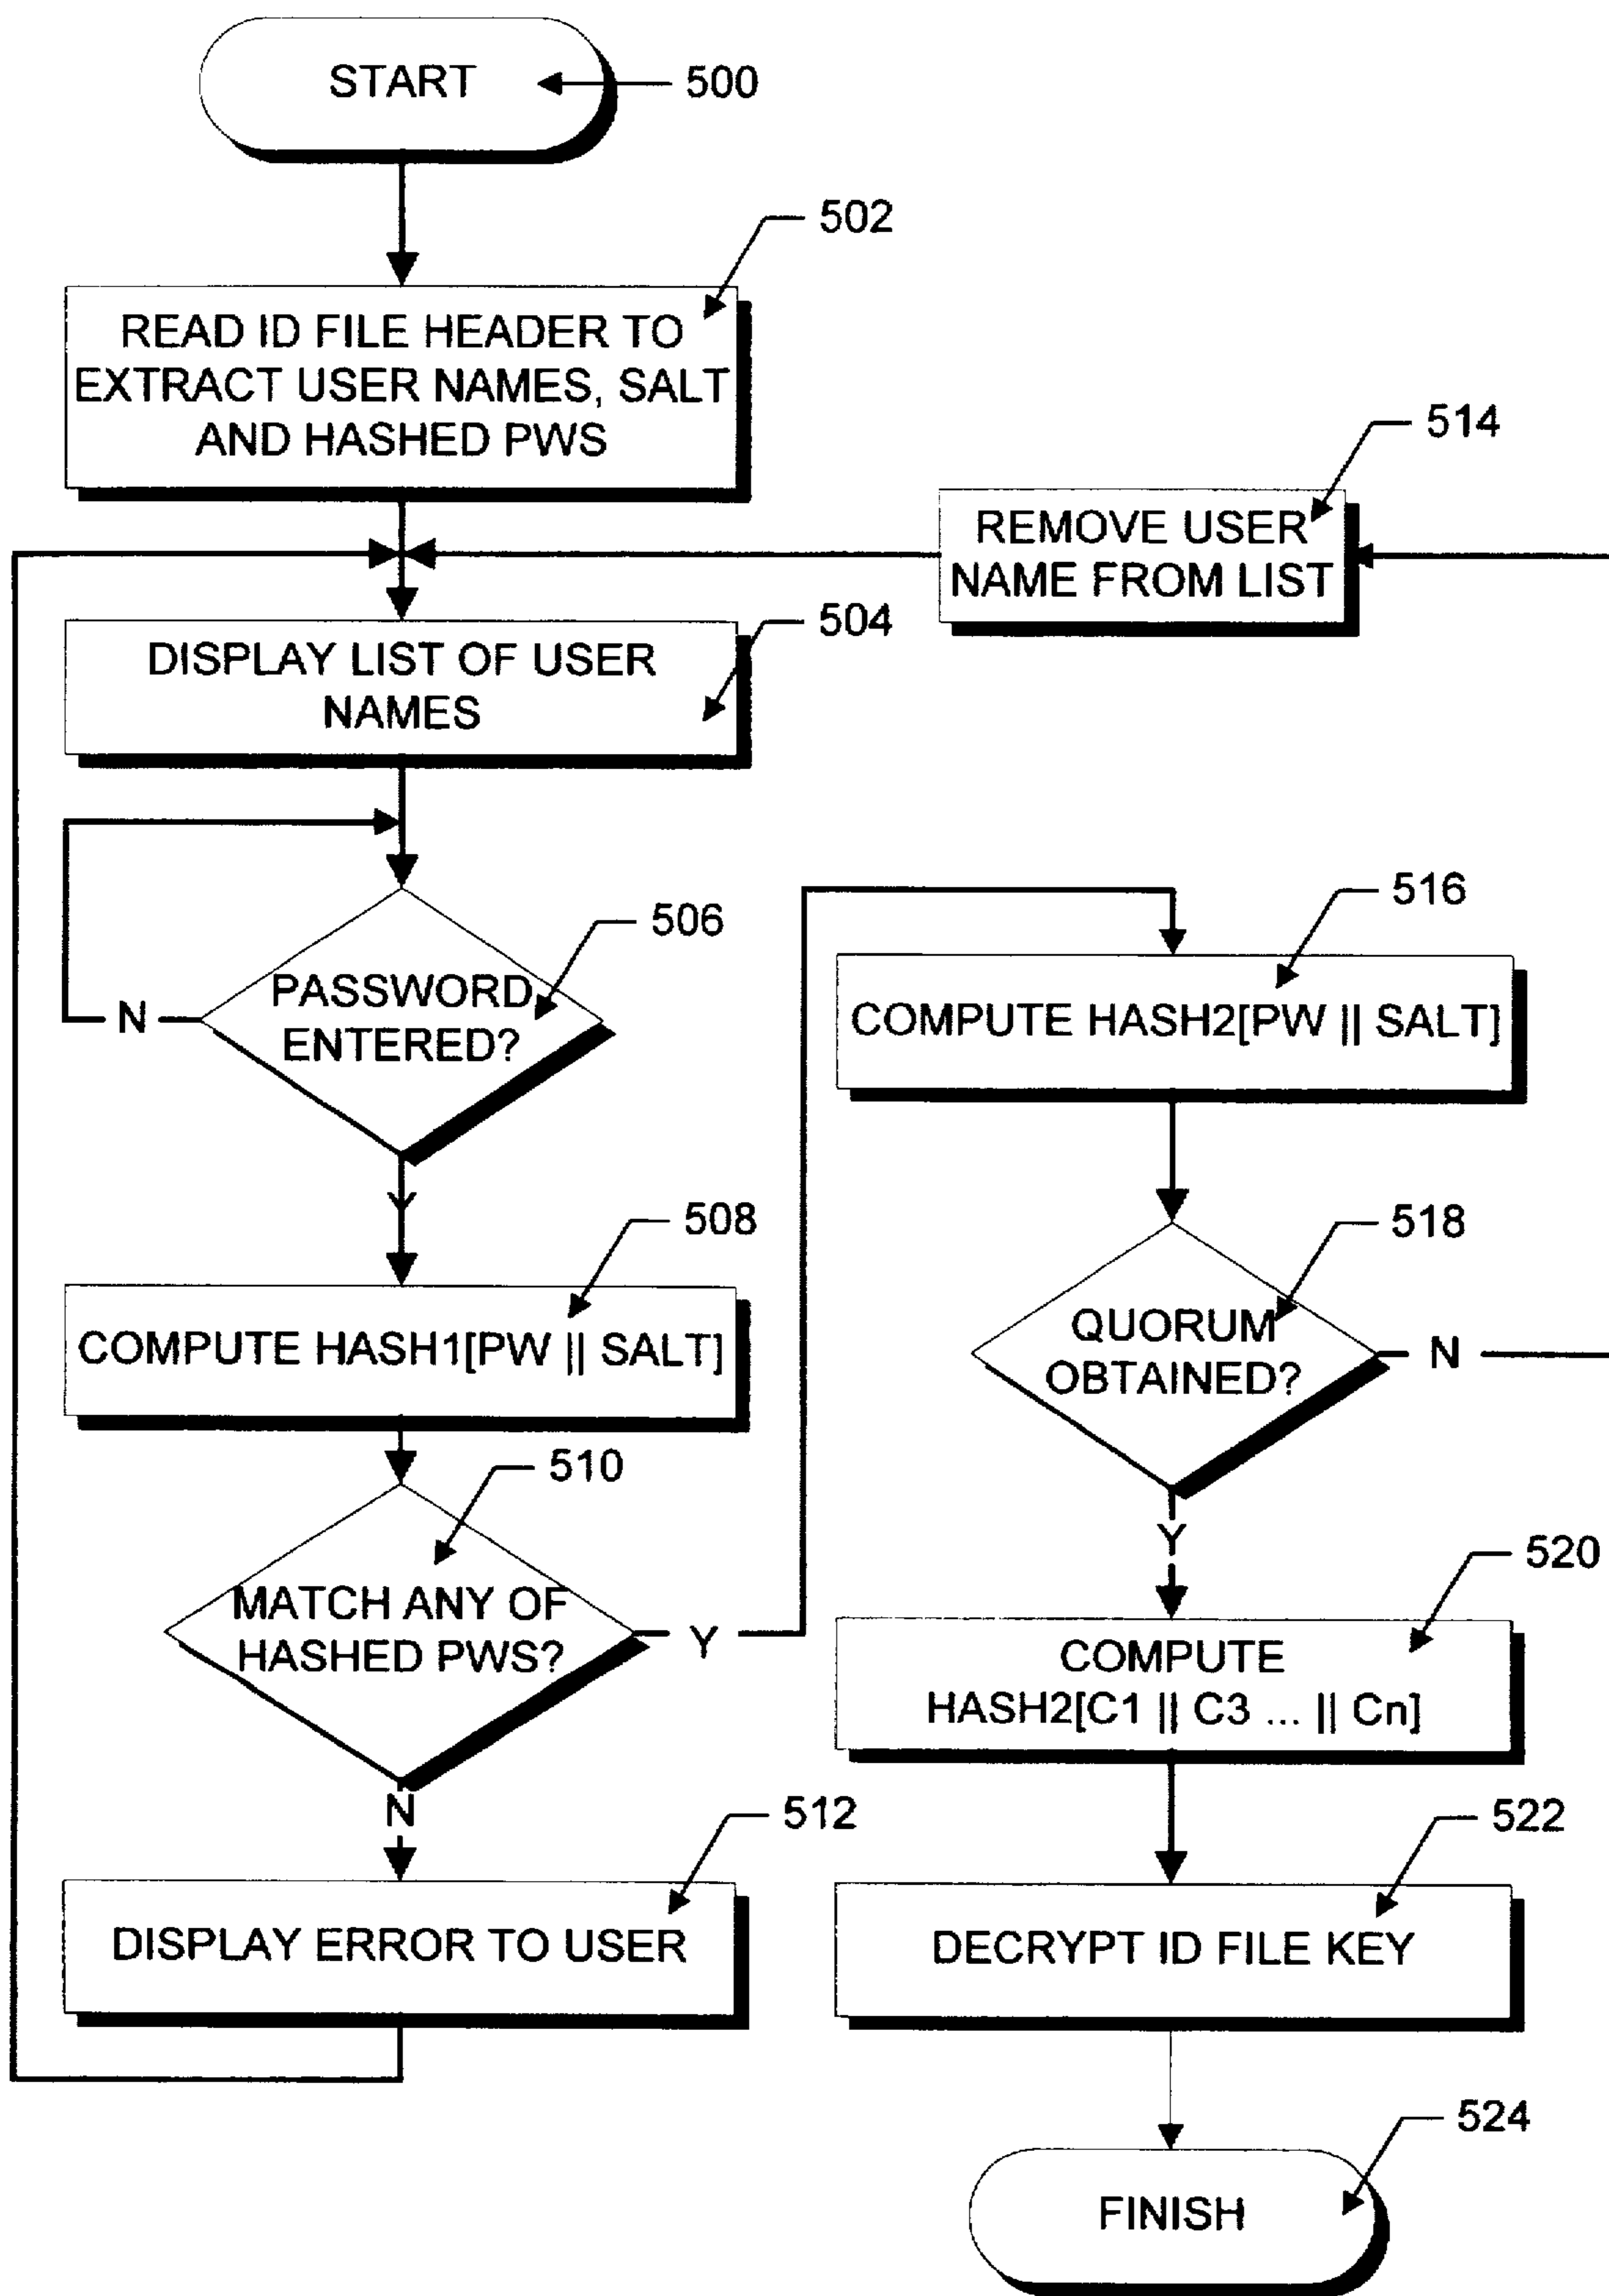 START
500
502
READ ID FILE HEADER TO
EXTRACT USER NAMES, SALT
AND HASHED PWS
514
REMOVE USER
NAME FROM LIST
504
DISPLAY LIST OF USER
NAMES
506
PASSWORD
ENTERED?
N
Y
508
COMPUTE HASH1[PW || SALT]
510
MATCH ANY OF
HASHED PWS?
Y
N
512
DISPLAY ERROR TO USER
516
COMPUTE HASH2[PW || SALT]
518
QUORUM
OBTAINED?
N
Y
520
COMPUTE
HASH2[C1 || C3 ... || Cn]
522
DECRYPT ID FILE KEY
524
FINISH